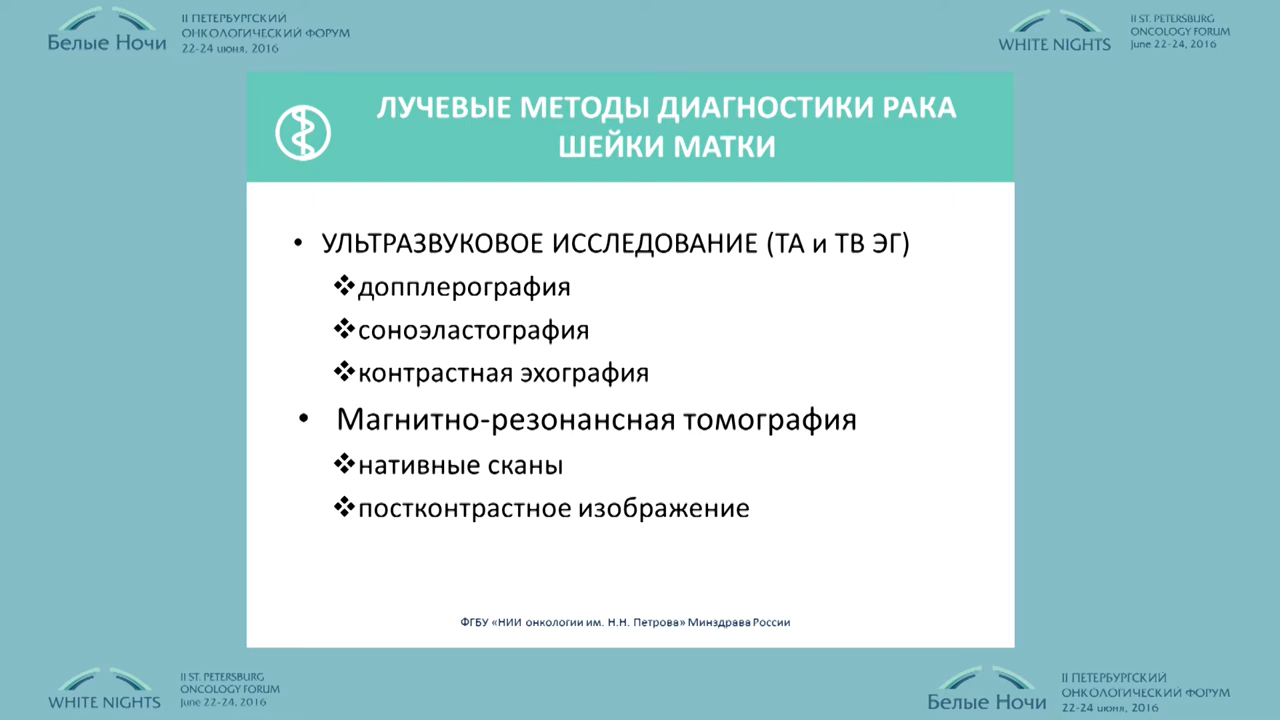 Белые Ночи
II ПЕТЕРБУРГСКИЙ
ОНКОЛОГИЧЕСКИЙ ФОРУМ
22-24 июня, 2016
WHITE NIGHTS
II ST. PETERSBURG
ONCOLOGY FORUM
June 22-24, 2016
ЛУЧЕВЫЕ МЕТОДЫ ДИАГНОСТИКИ РАКА
ШЕЙКИ МАТКИ
• УЛЬТРАЗВУКОВОЕ ИССЛЕДОВАНИЕ (ТА и ТВ ЭГ)
❖допплерография
❖соноэластография
❖контрастная эхография
• Магнитно-резонансная томография
❖нативные сканы
❖постконтрастное изображение
ФГБУ «НИИ онкологии им. Н.Н. Петрова» Минздрава России
WHITE NIGHTS
II ST. PETERSBURG
ONCOLOGY FORUM
June 22-24, 2016
Белые Ночи
II ПЕТЕРБУРГСКИЙ
ОНКОЛОГИЧЕСКИЙ ФОРУМ
22-24 июня, 2016